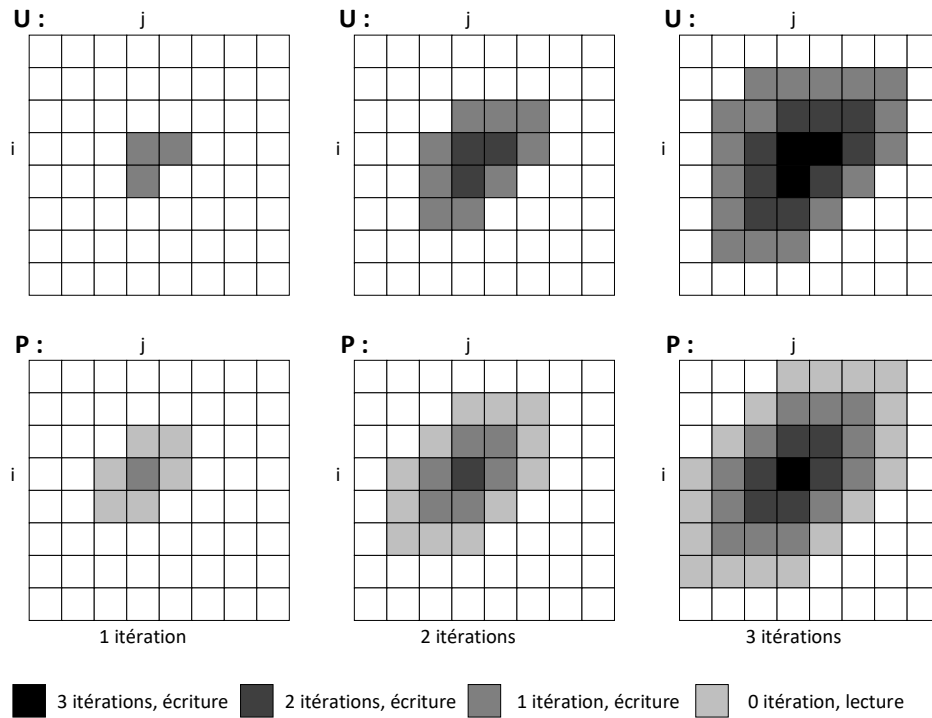 U : j U : j U : j
i i i
P : j P : j P : j
i i i
1 itération 2 itérations 3 itérations
3 itérations, écriture 2 itérations, écriture 1 itération, écriture 0 itération, lecture